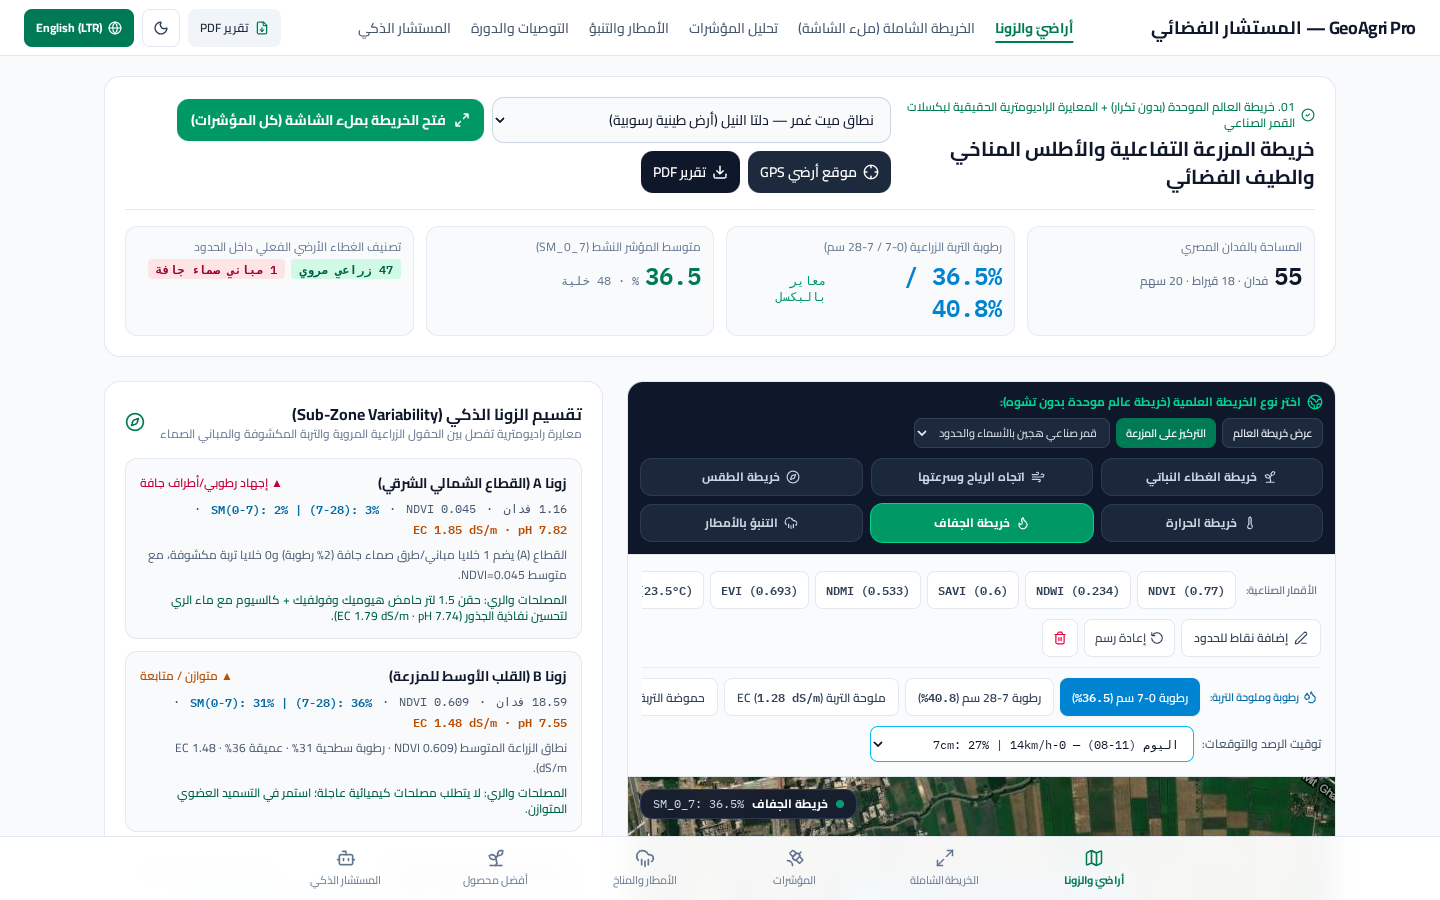 GeoAgri Pro — المستشار الفضائي
أراضيّ والزونا
الخريطة الشاملة (ملء الشاشة)
تحليل المؤشرات
الأمطار والتنبؤ
التوصيات والدورة
المستشار الذكي
تقرير PDF
English (LTR)
01. خريطة العالم الموحدة (بدون تكرار) + المعايرة الراديومترية الحقيقية لبكسلات
القمر الصناعي
خريطة المزرعة التفاعلية والأطلس المناخي
والطيف الفضائي
نطاق ميت غمر — دلتا النيل (أرض طينية رسوبية)
فتح الخريطة بملء الشاشة (كل المؤشرات)
موقع أرضي GPS
تقرير PDF
المساحة بالفدان المصري
55 فدان · 18 قيراط · 20 سهم
رطوبة التربة الزراعية (0-7 / 7-28 سم)
36.5% /
40.8%
معاير
بالبكسل
متوسط المؤشر النشط (SM_0_7)
36.5 % · 48 خلية
تصنيف الغطاء الأرضي الفعلي داخل الحدود
47 زراعي مروي
1 مباني صماء جافة
اختر نوع الخريطة العلمية (خريطة عالم موحدة بدون تشوه):
عرض خريطة العالم
التركيز على المزرعة
قمر صناعي هجين بالأسماء والحدود
خريطة الغطاء النباتي
اتجاه الرياح وسرعتها
خريطة الطقس
خريطة الحرارة
خريطة الجفاف
التنبؤ بالأمطار
الأقمار الصناعية:
NDVI (0.77)
NDWI (0.234)
SAVI (0.6)
NDMI (0.533)
EVI (0.693)
23.5°C)
إضافة نقاط للحدود
إعادة رسم
رطوبة وملوحة التربة:
رطوبة 0-7 سم (36.5%)
رطوبة 7-28 سم (40.8%)
ملوحة التربة EC (1.28 dS/m)
حموضة التربة
توقيت الرصد والتوقعات:
اليوم (11-08) — 0-7cm: 27% | 14km/h
خريطة الجفاف SM_0_7: 36.5%
تقسيم الزونا الذكي (Sub-Zone Variability)
معايرة راديومترية تفصل بين الحقول الزراعية المروية والتربة المكشوفة والمباني الصماء
زونا A (القطاع الشمالي الشرقي)
▲ إجهاد رطوبي/أطراف جافة
1.16 فدان · NDVI 0.045 · SM(0-7): 2% | (7-28): 3% ·
EC 1.85 dS/m · pH 7.82
القطاع (A) يضم 1 خلايا مباني/طرق صماء جافة (2% رطوبة) و0 خلايا تربة مكشوفة، مع
متوسط NDVI=0.045.
المصلحات والري: حقن 1.5 لتر حامض هيوميك وفولفيك + كالسيوم مع ماء الري
لتحسين نفاذية الجذور (EC 1.79 dS/m · pH 7.74).
زونا B (القلب الأوسط للمزرعة)
▲ متوازن / متابعة
18.59 فدان · NDVI 0.609 · SM(0-7): 31% | (7-28): 36% ·
EC 1.48 dS/m · pH 7.55
نطاق الزراعة المتوسط (NDVI 0.609 · رطوبة سطحية 31% · عميقة 36% · EC 1.48
dS/m).
المصلحات والري: لا يتطلب مصلحات كيميائية عاجلة؛ استمر في التسميد العضوي
المتوازن.
أراضيّ والزونا
الخريطة الشاملة
المؤشرات
الأمطار والمناخ
أفضل محصول
المستشار الذكي